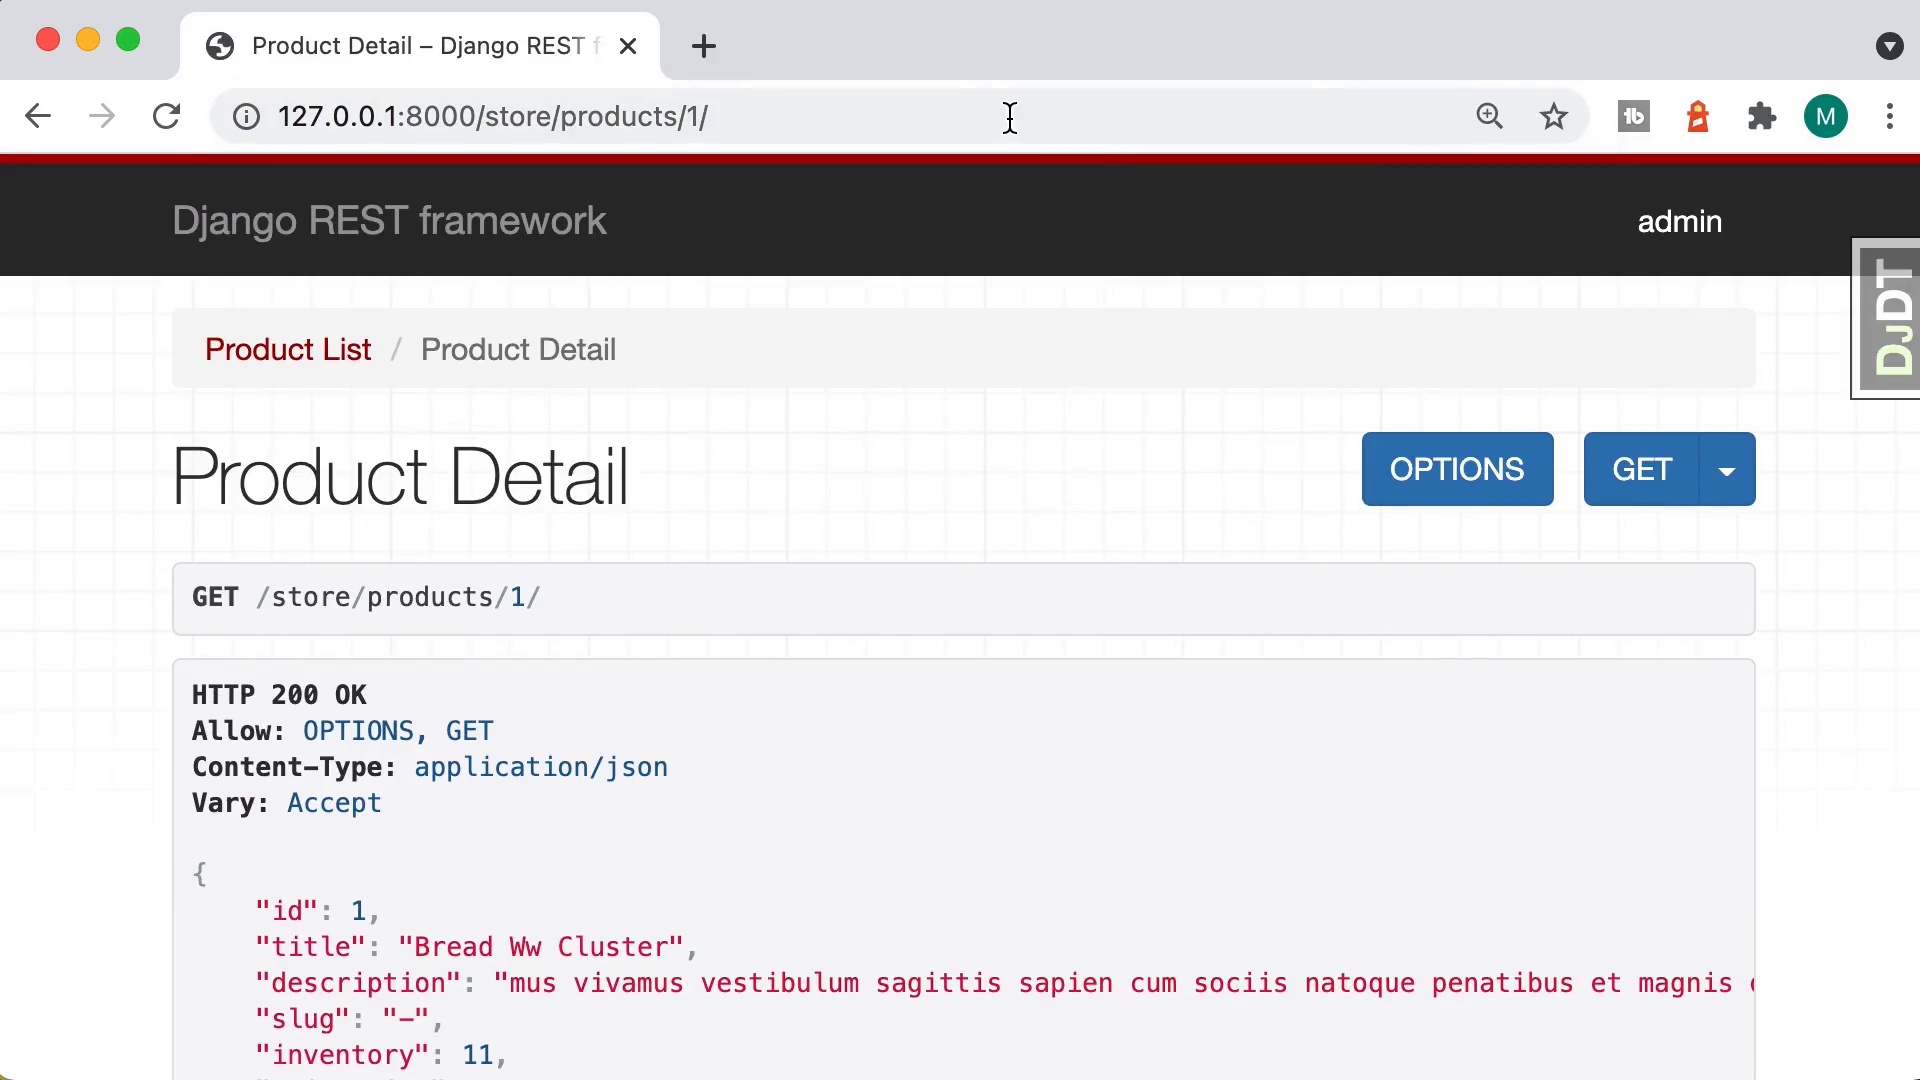 Product Detail – Django REST f
127.0.0.1:8000/store/products/1/
M
Django REST framework
admin
DJDT
Product List / Product Detail
Product Detail
OPTIONS
GET
GET /store/products/1/
HTTP 200 OK
Allow: OPTIONS, GET
Content-Type: application/json
Vary: Accept
{
"id": 1,
"title": "Bread Ww Cluster",
"description": "mus vivamus vestibulum sagittis sapien cum sociis natoque penatibus et magnis
"slug": "-",
"inventory": 11,